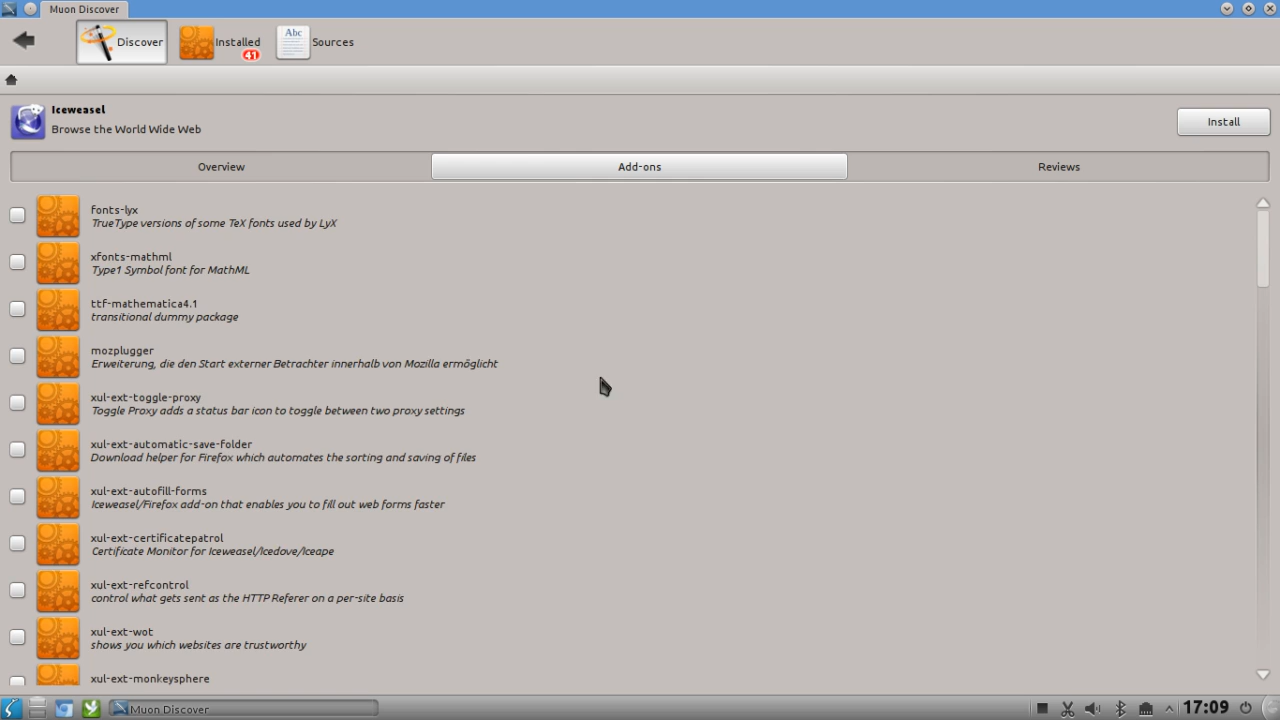 Muon Discover
Discover
Installed
41
Abc
Sources
Iceweasel
Browse the World Wide Web
Install
Overview
Add-ons
Reviews
fonts-lyx
TrueType versions of some TeX fonts used by LyX
xfonts-mathml
Type1 Symbol font for MathML
ttf-mathematica4.1
transitional dummy package
mozplugger
Erweiterung, die den Start externer Betrachter innerhalb von Mozilla ermöglicht
xul-ext-toggle-proxy
Toggle Proxy adds a status bar icon to toggle between two proxy settings
xul-ext-automatic-save-folder
Download helper for Firefox which automates the sorting and saving of files
xul-ext-autofill-forms
Iceweasel/Firefox add-on that enables you to fill out web forms faster
xul-ext-certificatepatrol
Certificate Monitor for Iceweasel/Icedove/Iceape
xul-ext-refcontrol
control what gets sent as the HTTP Referer on a per-site basis
xul-ext-wot
shows you which websites are trustworthy
xul-ext-monkeysphere
Muon Discover
17:09